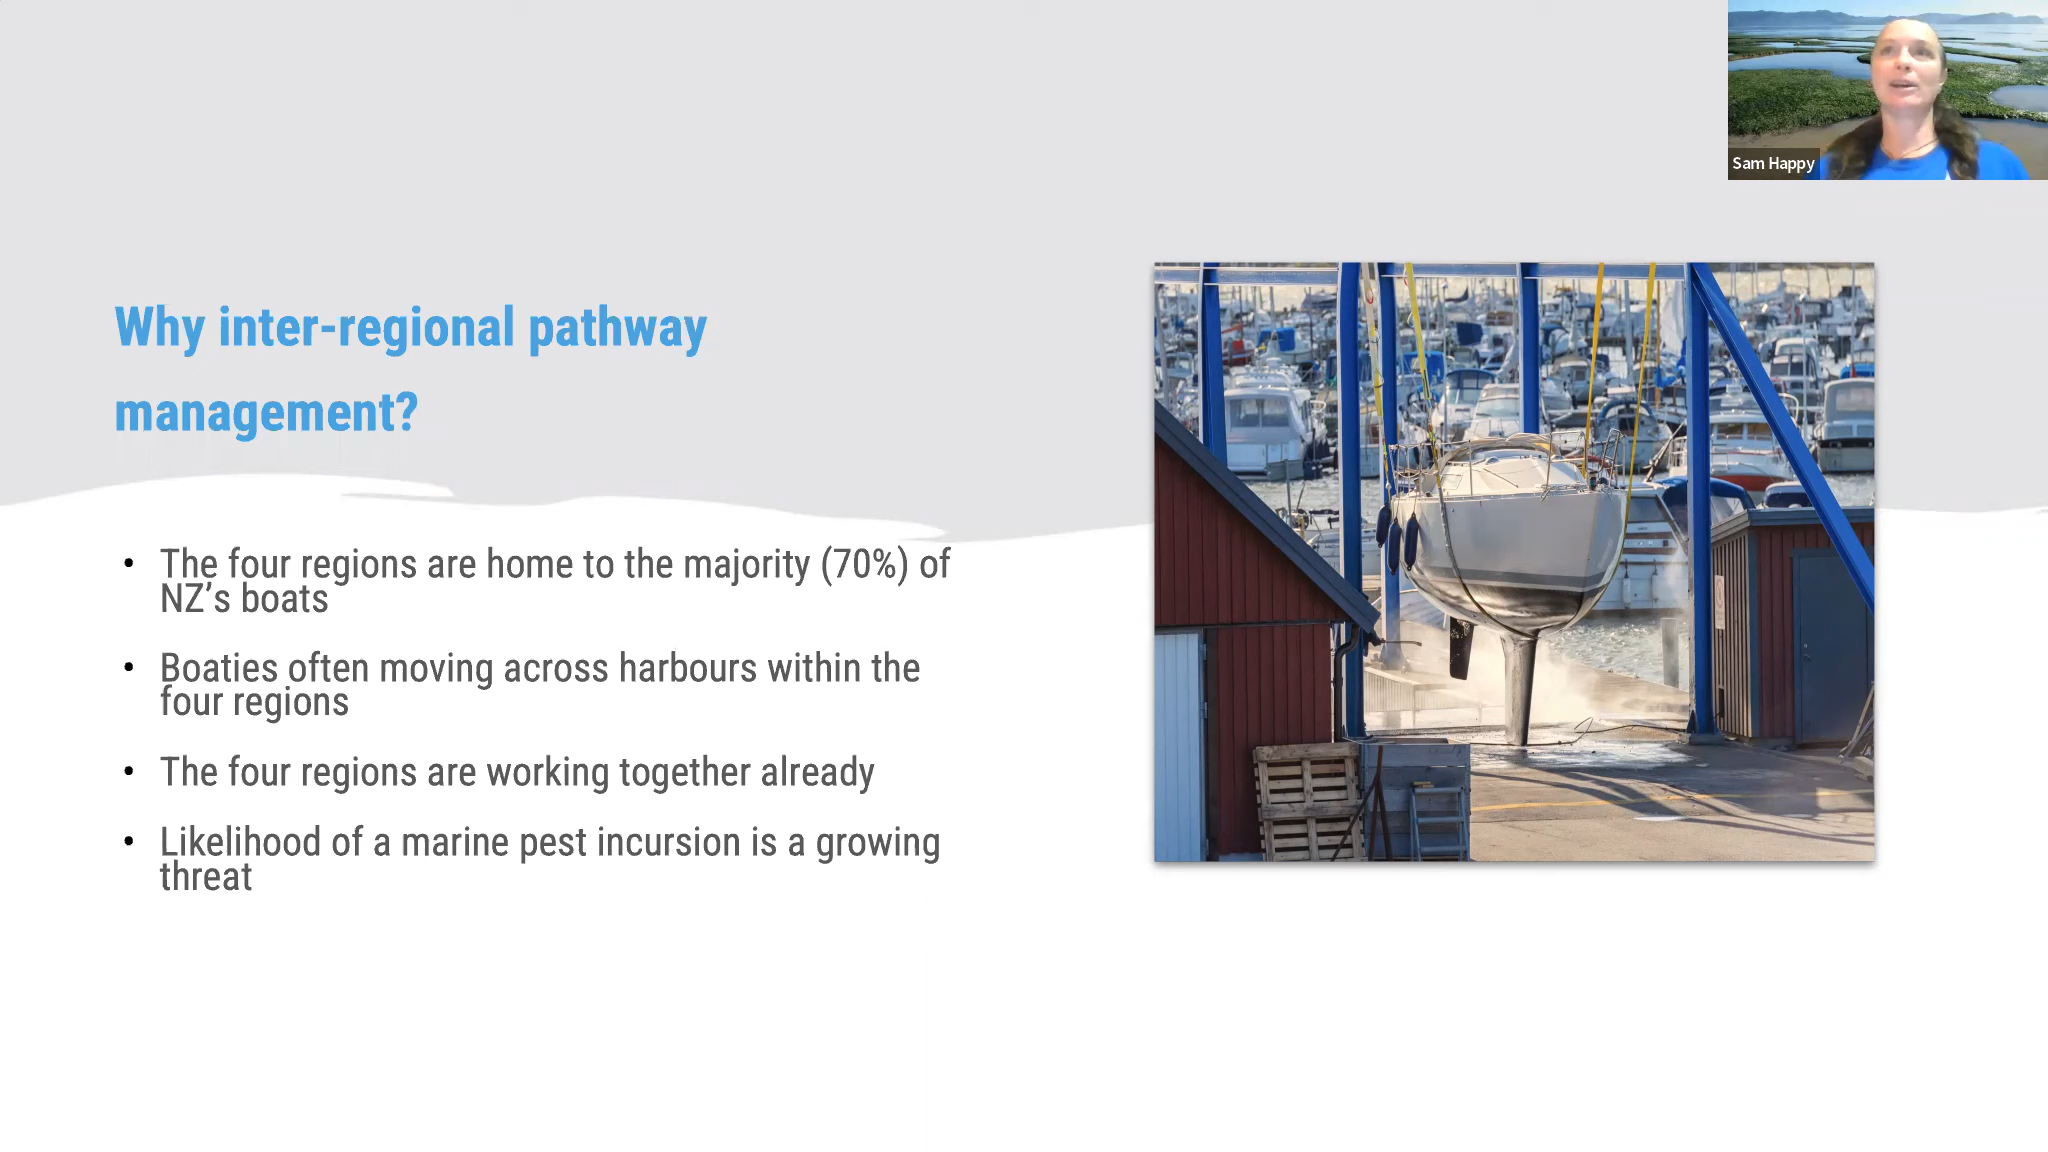 Sam Happy
Why inter-regional pathway
management?
• The four regions are home to the majority (70%) of
NZ’s boats
• Boaties often moving across harbours within the
four regions
• The four regions are working together already
• Likelihood of a marine pest incursion is a growing
threat